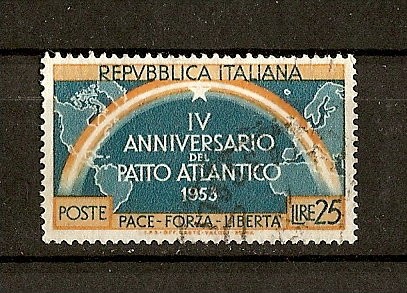 REPVBBLICA ITALIANA
IV
ANNIVERSARIO
DEL
PATTO ATLANTICO
1953
POSTE
LIRE 25
PACE-FORZA-LIBERTA'